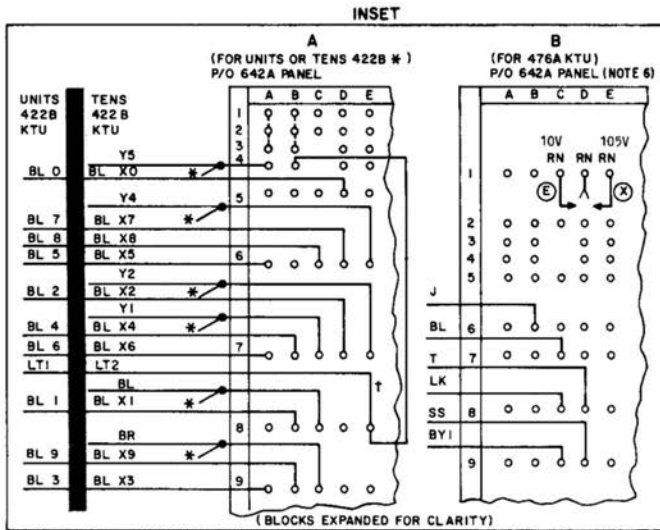 INSET
A
(FOR UNITS OR TENS 422B *)
P/O 642A PANEL
B
(FOR 476A KTU)
P/O 642A PANEL (NOTE 6)
UNITS
422B
KTU
TENS
422B
KTU
A B C D E
1
2
3
4
5
6
7
8
9
Y5
BL 0 BL X0
*
Y4
BL 7 BL X7
*
BL 8 BL X8
BL 5 BL X5
Y2
BL 2 BL X2
*
Y1
BL 4 BL X4
*
BL 6 BL X6
LT1 LT2
BL
BL 1 BL X1
*
BR
BL 9 BL X9
*
BL 3 BL X3
†
A B C D E
10V 105V
RN RN RN
E X
1
2
3
4
5
6
7
8
9
J
BL
T
LK
SS
BY1
(BLOCKS EXPANDED FOR CLARITY)